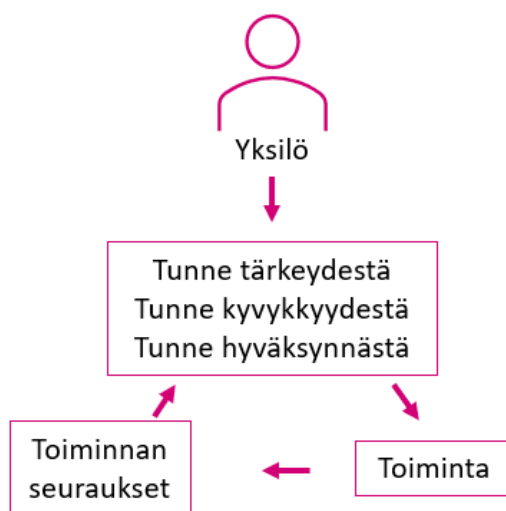 Yksilö
Tunne tärkeydestä
Tunne kyvykkyydestä
Tunne hyväksynnästä
Toiminnan
seuraukset
Toiminta